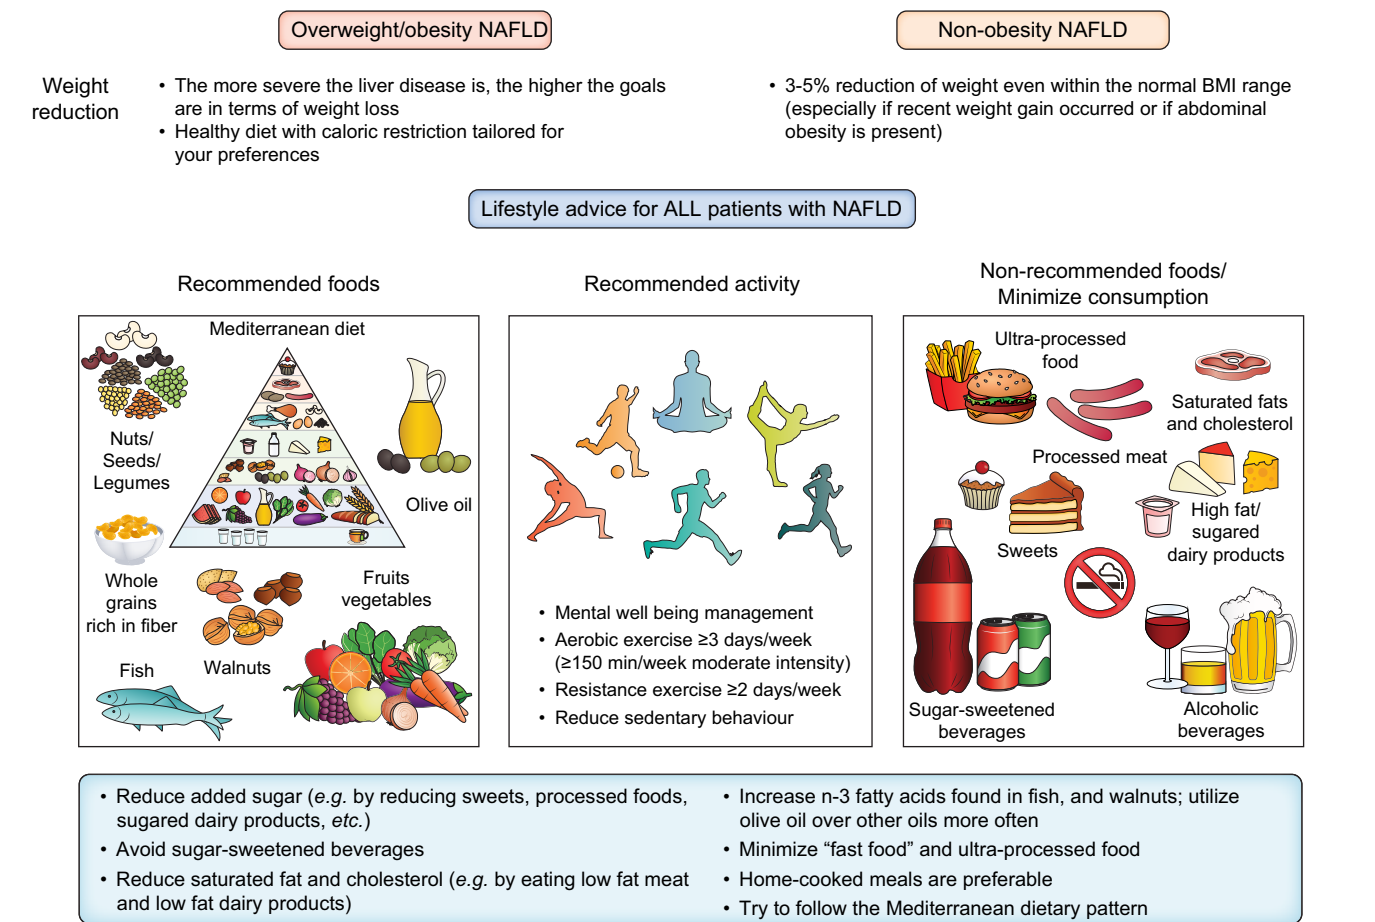 Overweight/obesity NAFLD
Non-obesity NAFLD
Weight
reduction
• The more severe the liver disease is, the higher the goals
are in terms of weight loss
• Healthy diet with caloric restriction tailored for
your preferences
• 3-5% reduction of weight even within the normal BMI range
(especially if recent weight gain occurred or if abdominal
obesity is present)
Lifestyle advice for ALL patients with NAFLD
Recommended foods
Mediterranean diet
Nuts/
Seeds/
Legumes
Olive oil
Whole
grains
rich in fiber
Fruits
vegetables
Walnuts
Fish
Recommended activity
• Mental well being management
• Aerobic exercise ≥3 days/week
(≥150 min/week moderate intensity)
• Resistance exercise ≥2 days/week
• Reduce sedentary behaviour
Non-recommended foods/
Minimize consumption
Ultra-processed
food
Saturated fats
and cholesterol
Processed meat
High fat/
sugared
dairy products
Sweets
Sugar-sweetened
beverages
Alcoholic
beverages
• Reduce added sugar (e.g. by reducing sweets, processed foods,
sugared dairy products, etc.)
• Avoid sugar-sweetened beverages
• Reduce saturated fat and cholesterol (e.g. by eating low fat meat
and low fat dairy products)
• Increase n-3 fatty acids found in fish, and walnuts; utilize
olive oil over other oils more often
• Minimize “fast food” and ultra-processed food
• Home-cooked meals are preferable
• Try to follow the Mediterranean dietary pattern